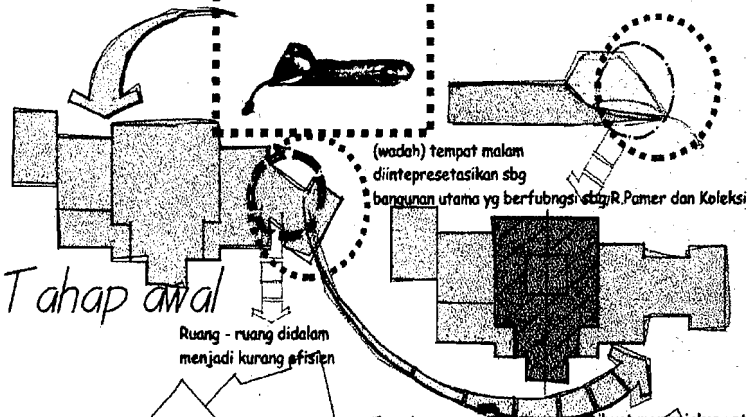 (wadah) tempat malam
diintepresetasikan sbg
bangunan utama yg berfubngsi sbg/R.Pamer dan Koleksi
Tahap awal
Ruang - ruang didalam
menjadi kurang efisien